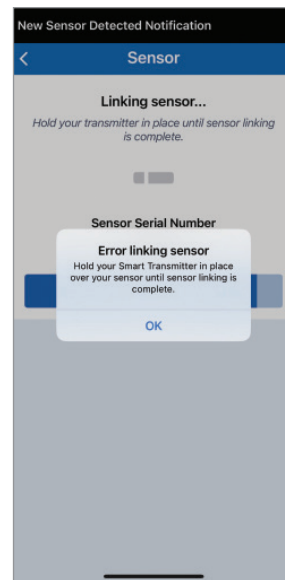 New Sensor Detected Notification
Sensor
Linking sensor...
Hold your transmitter in place until sensor linking
is complete.
Sensor Serial Number
Error linking sensor
Hold your Smart Transmitter in place
over your sensor until sensor linking is
complete.
OK